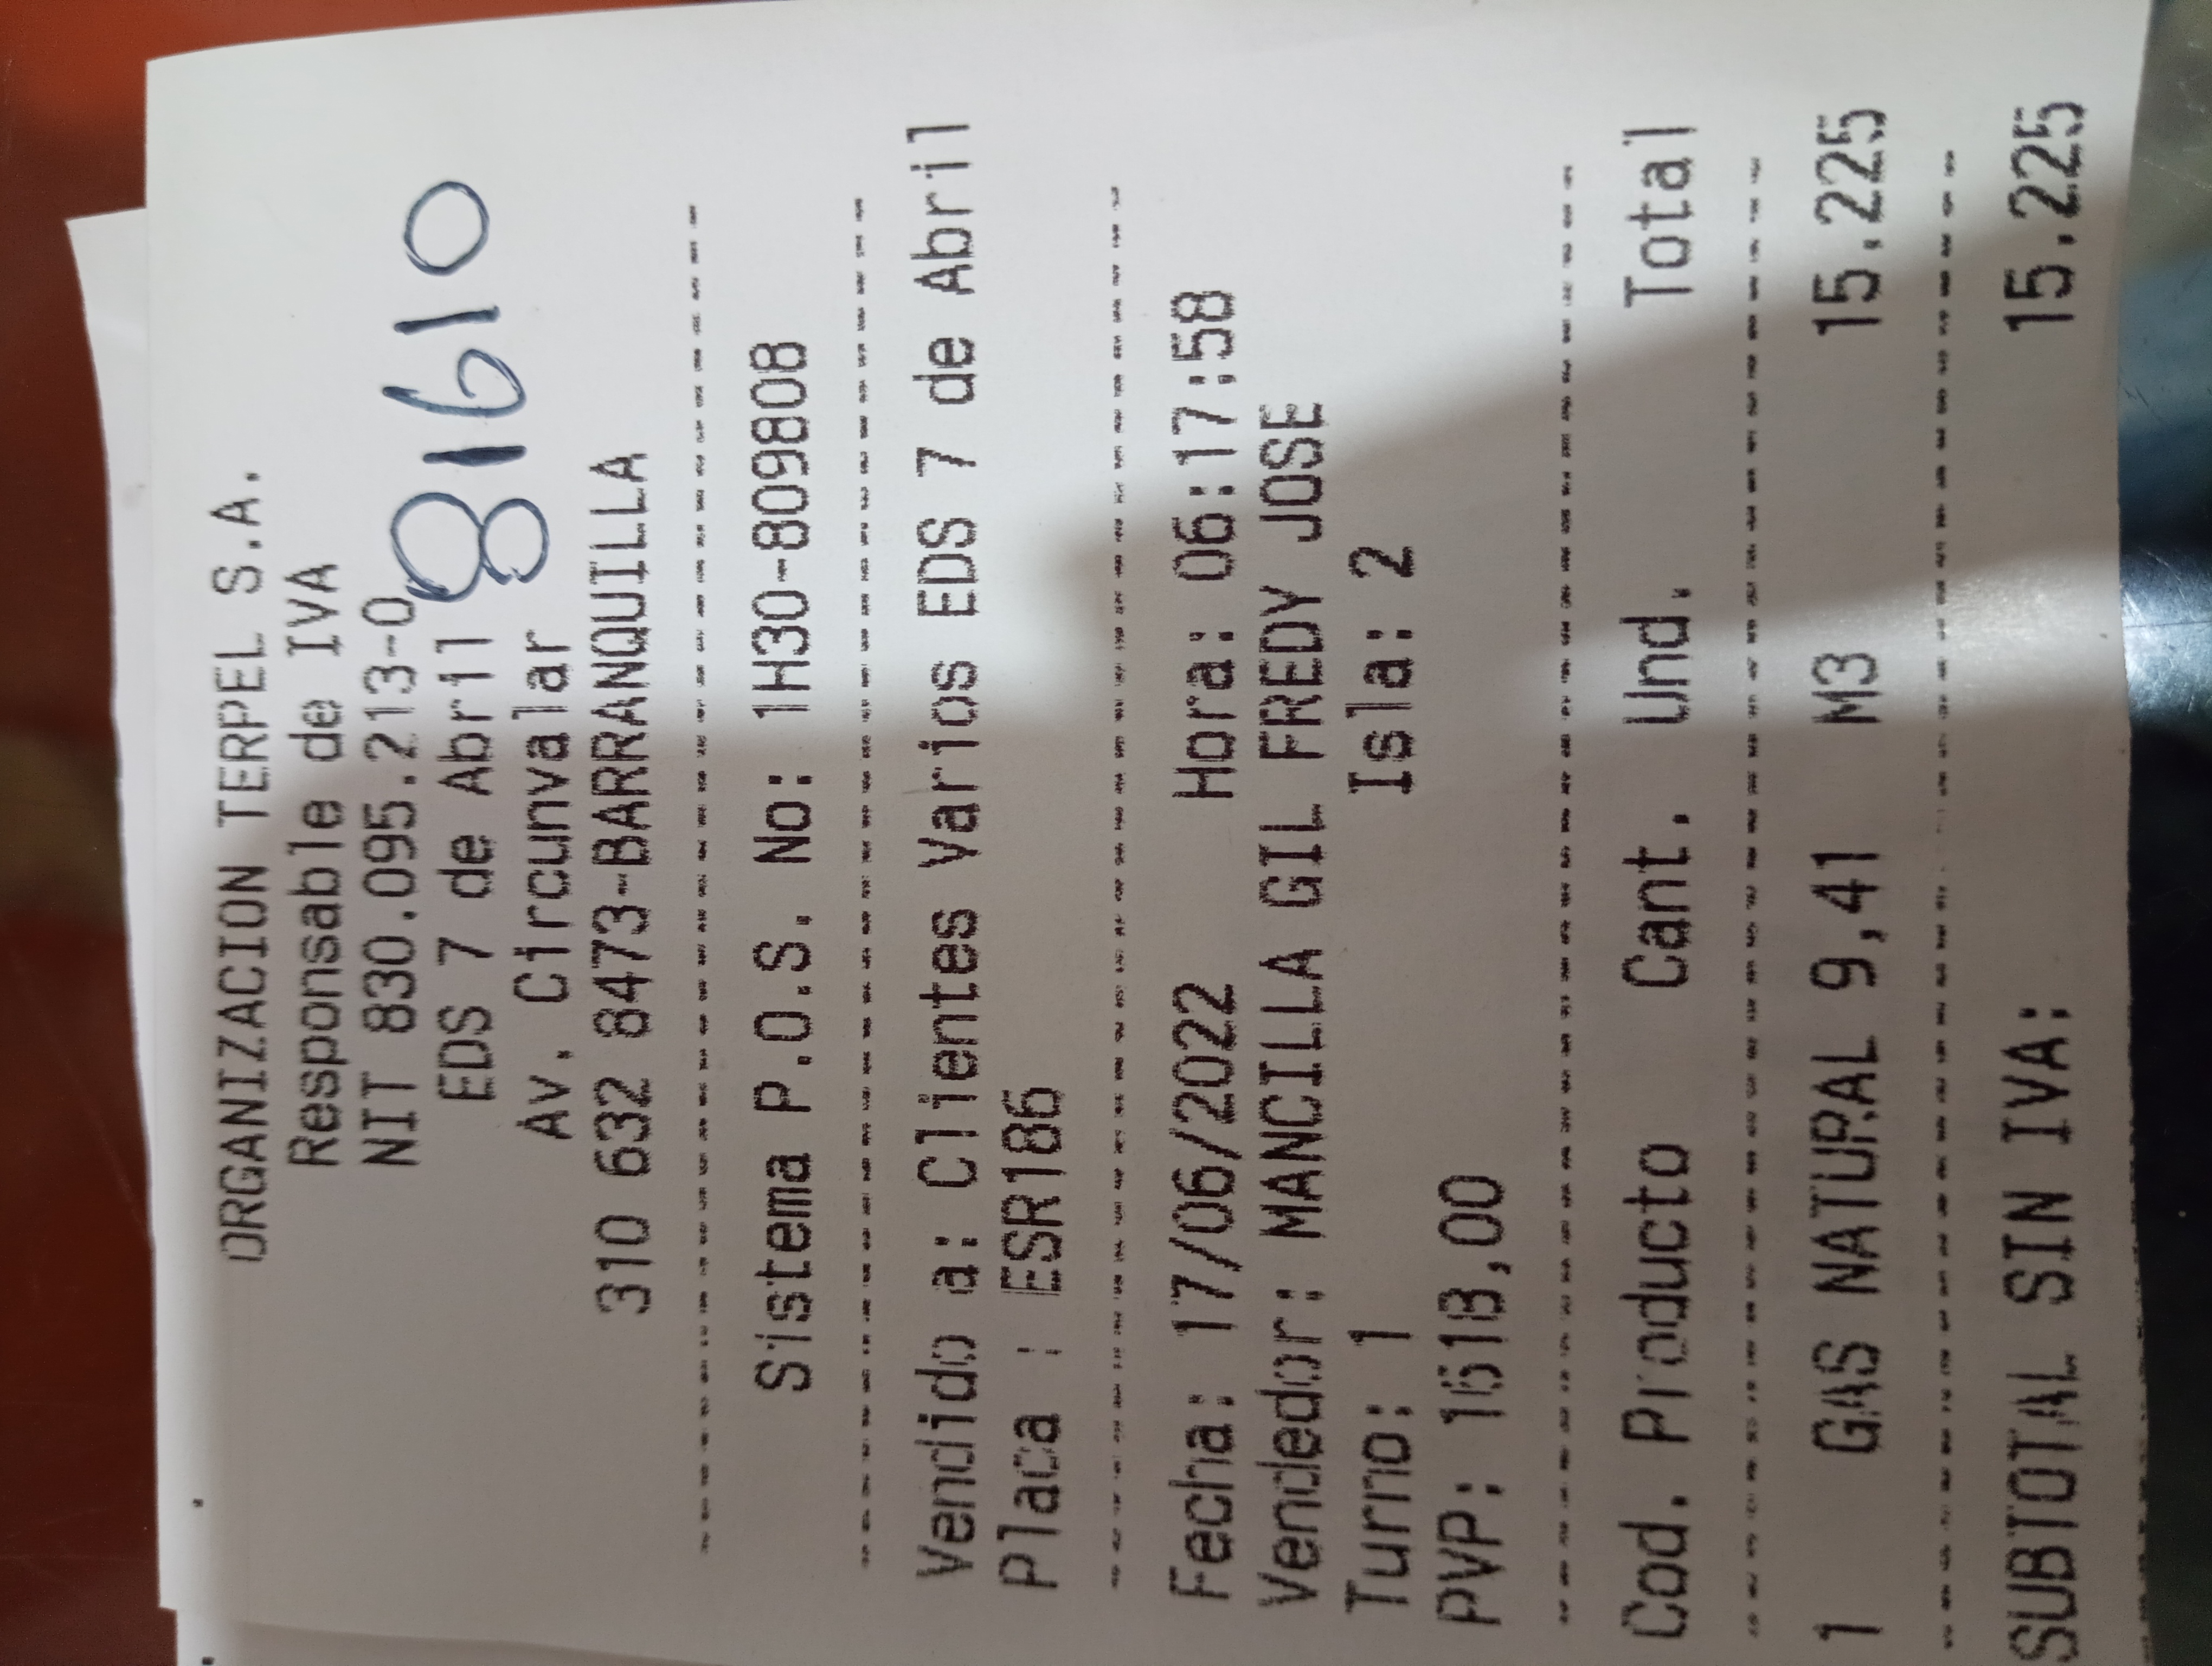 ORGANIZACION TERPEL S.A.
Responsable de IVA
NIT 830.095.213-0
EDS 7 de Abril
81610
Av. Circunvalar
310 632 8473-BARRANQUILLA
Sistema P.O.S. No: 1H30-809808
Vendido a: Clientes Varios EDS 7 de Abril
Placa : ESR186
Fecha: 17/06/2022 Hora: 06:17:58
Vendedor: MANCILLA GIL FREDY JOSE
Turno: 1 Isla: 2
PVP: 1618,00
Cod. Producto Cant. Und. Total
1 GAS NATURAL 9,41 M3 15.225
SUBTOTAL SIN IVA: 15.225